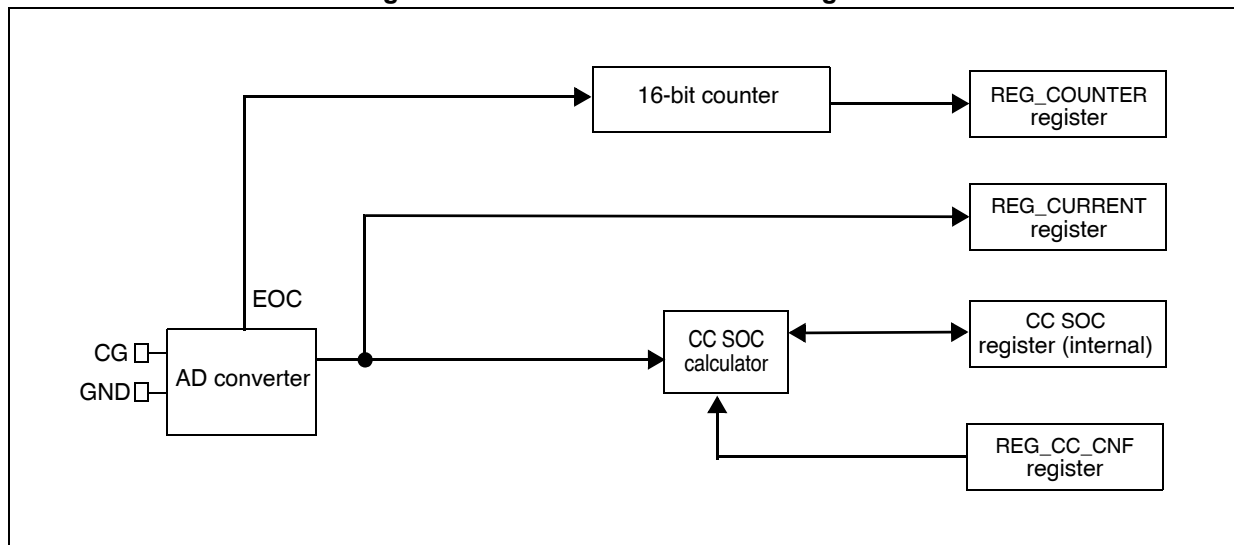 16-bit counter
REG_COUNTER
register
REG_CURRENT
register
EOC
CG
GND
AD converter
CC SOC
calculator
CC SOC
register (internal)
REG_CC_CNF
register